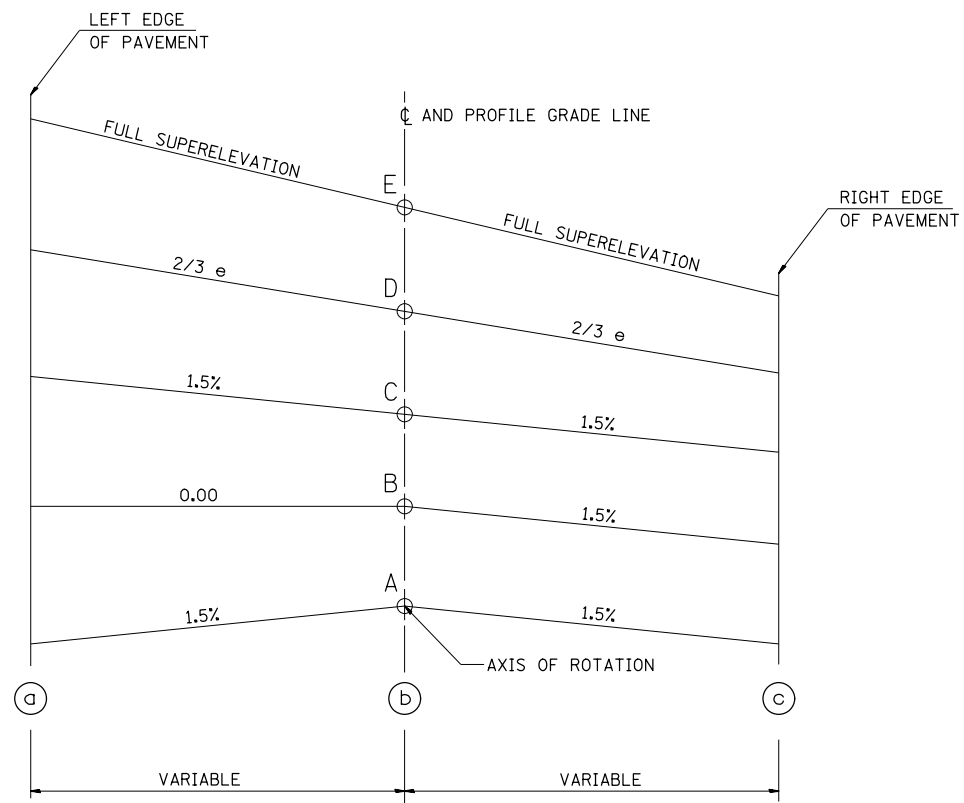 LEFT EDGE
OF PAVEMENT
℄ AND PROFILE GRADE LINE
FULL SUPERELEVATION
E
FULL SUPERELEVATION
RIGHT EDGE
OF PAVEMENT
2/3 e
D
2/3 e
1.5%
C
1.5%
0.00
B
1.5%
A
1.5%
1.5%
AXIS OF ROTATION
a
b
c
VARIABLE
VARIABLE